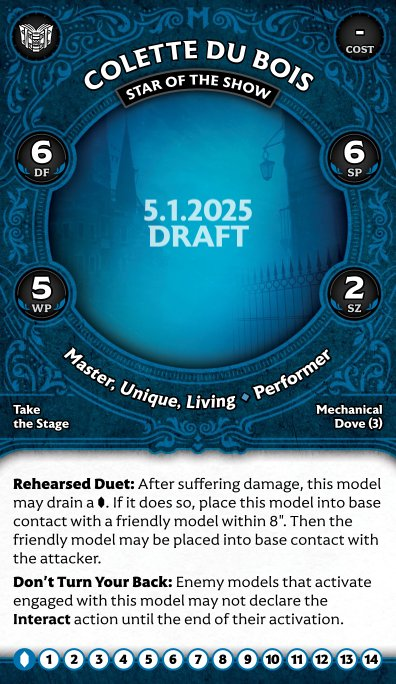 -
COST
COLETTE DU BOIS
STAR OF THE SHOW
6
DF
6
SP
5.1.2025
DRAFT
5
WP
2
SZ
Master, Unique, Living ◆ Performer
Take
the Stage
Mechanical
Dove (3)
Rehearsed Duet: After suffering damage, this model
may drain a ⬮. If it does so, place this model into base
contact with a friendly model within 8". Then the
friendly model may be placed into base contact with
the attacker.
Don't Turn Your Back: Enemy models that activate
engaged with this model may not declare the
Interact action until the end of their activation.
1 2 3 4 5 6 7 8 9 10 11 12 13 14